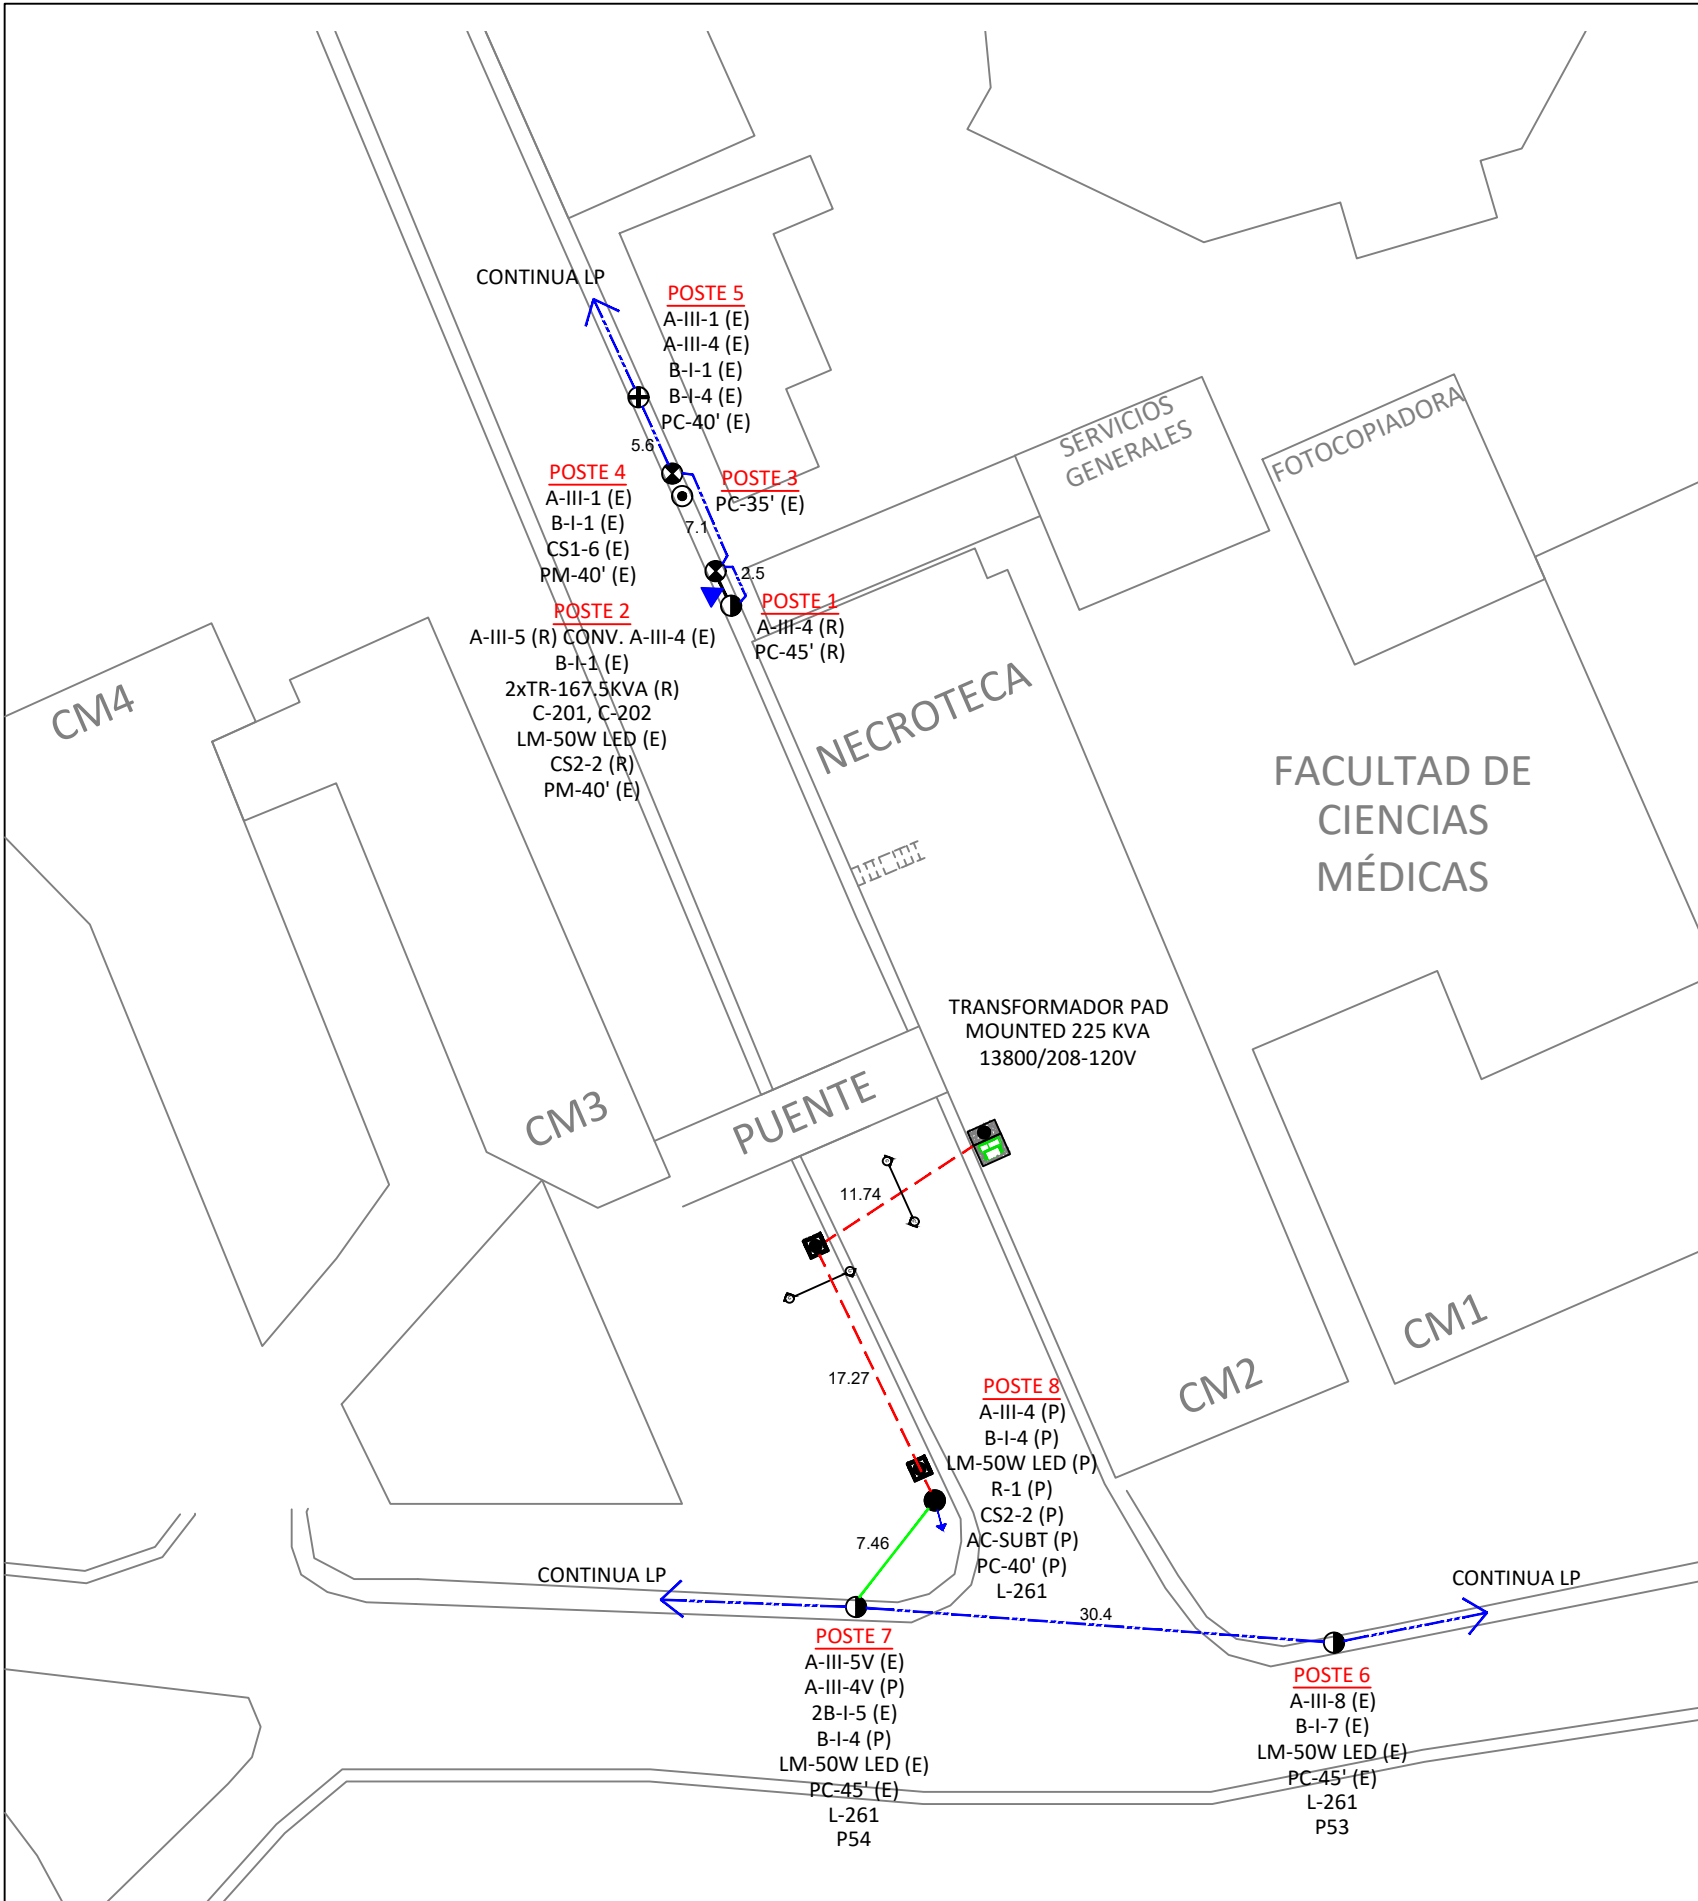 CONTINUA LP
POSTE 5
A-III-1 (E)
A-III-4 (E)
B-I-1 (E)
B-I-4 (E)
PC-40' (E)
5.6
POSTE 4
A-III-1 (E)
B-I-1 (E)
CS1-6 (E)
PM-40' (E)
POSTE 3
PC-35' (E)
7.1
2.5
POSTE 2
A-III-5 (R) CONV. A-III-4 (E)
B-I-1 (E)
2xTR-167.5KVA (R)
C-201, C-202
LM-50W LED (E)
CS2-2 (R)
PM-40' (E)
POSTE 1
A-III-4 (R)
PC-45' (R)
SERVICIOS
GENERALES
FOTOCOPIADORA
CM4
NECROTECA
FACULTAD DE
CIENCIAS
MÉDICAS
TRANSFORMADOR PAD
MOUNTED 225 KVA
13800/208-120V
CM3
PUENTE
11.74
17.27
CM1
CM2
POSTE 8
A-III-4 (P)
B-I-4 (P)
LM-50W LED (P)
R-1 (P)
CS2-2 (P)
AC-SUBT (P)
PC-40' (P)
L-261
7.46
CONTINUA LP
30.4
CONTINUA LP
POSTE 7
A-III-5V (E)
A-III-4V (P)
2B-I-5 (E)
B-I-4 (P)
LM-50W LED (E)
PC-45' (E)
L-261
P54
POSTE 6
A-III-8 (E)
B-I-7 (E)
LM-50W LED (E)
PC-45' (E)
L-261
P53